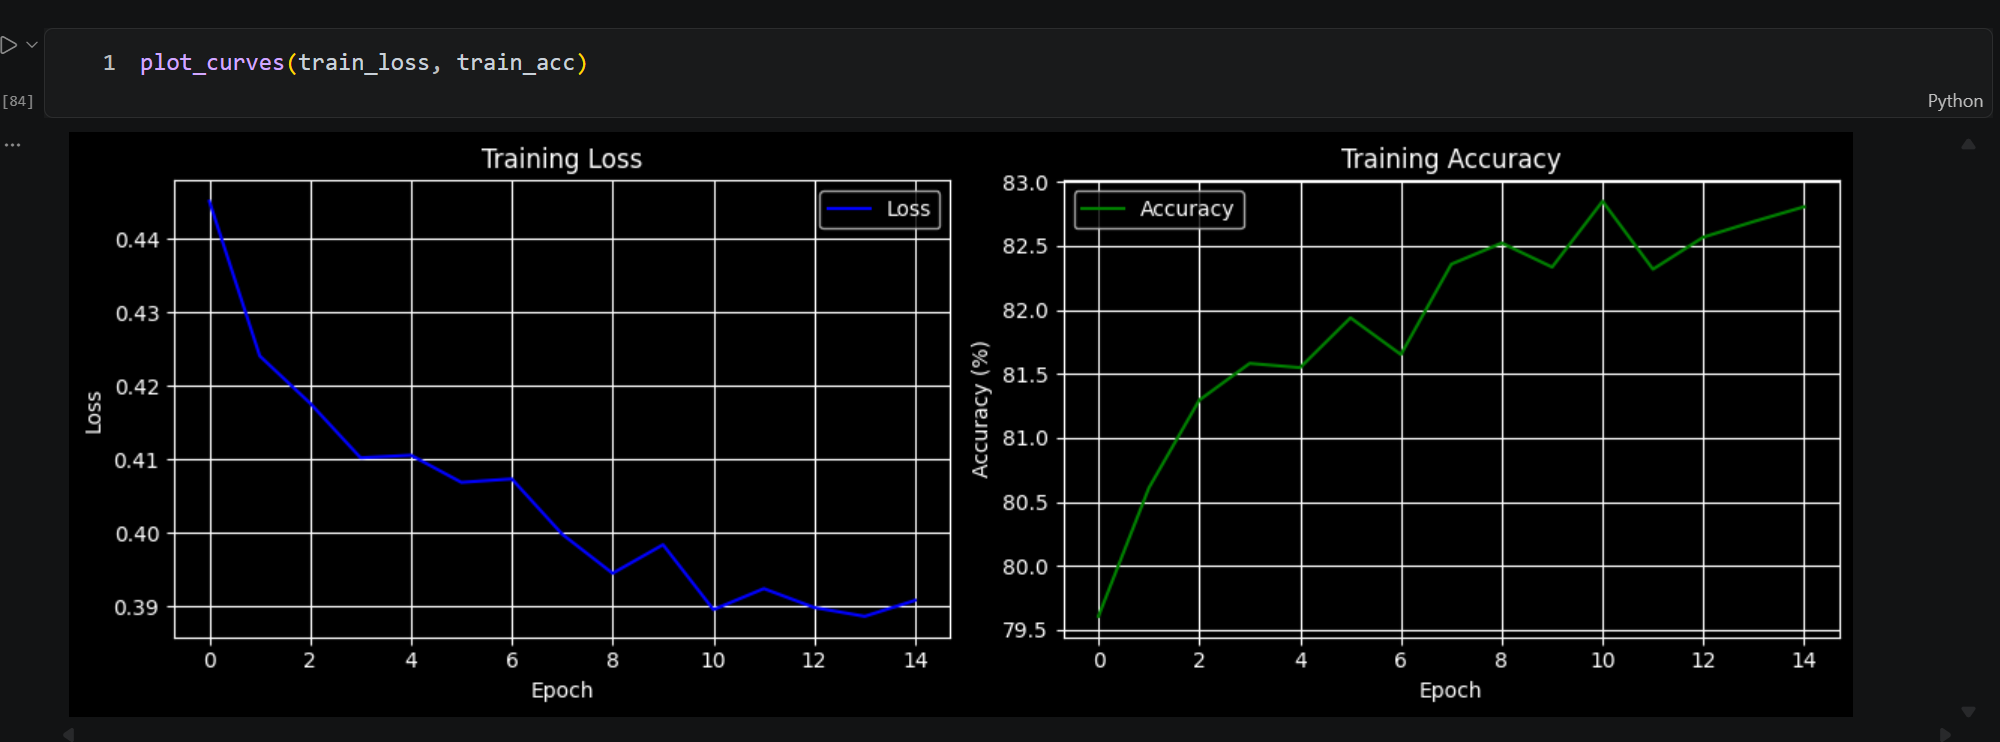 1 plot_curves(train_loss, train_acc)
[84]
Python
...
Training Loss
Loss
0.44
0.43
0.42
0.41
0.40
0.39
Loss
0 2 4 6 8 10 12 14
Epoch
Training Accuracy
Accuracy
83.0
82.5
82.0
81.5
81.0
80.5
80.0
79.5
Accuracy (%)
0 2 4 6 8 10 12 14
Epoch